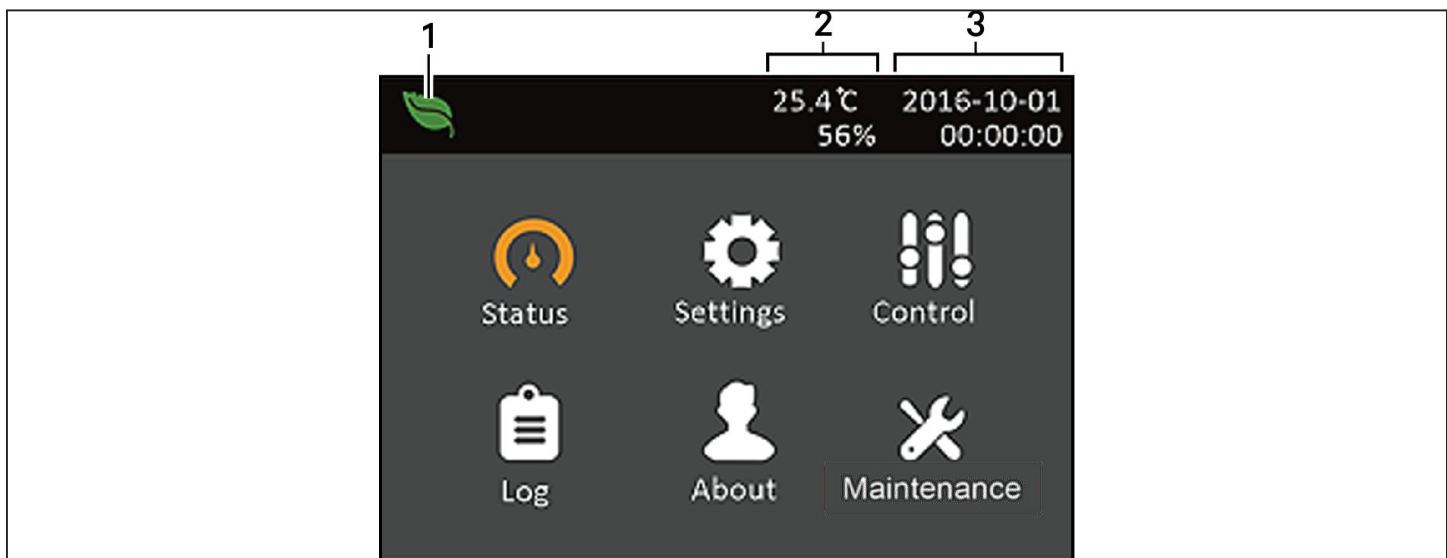 1 2 3
25.4℃ 2016-10-01
56% 00:00:00
Status Settings Control
Log About Maintenance